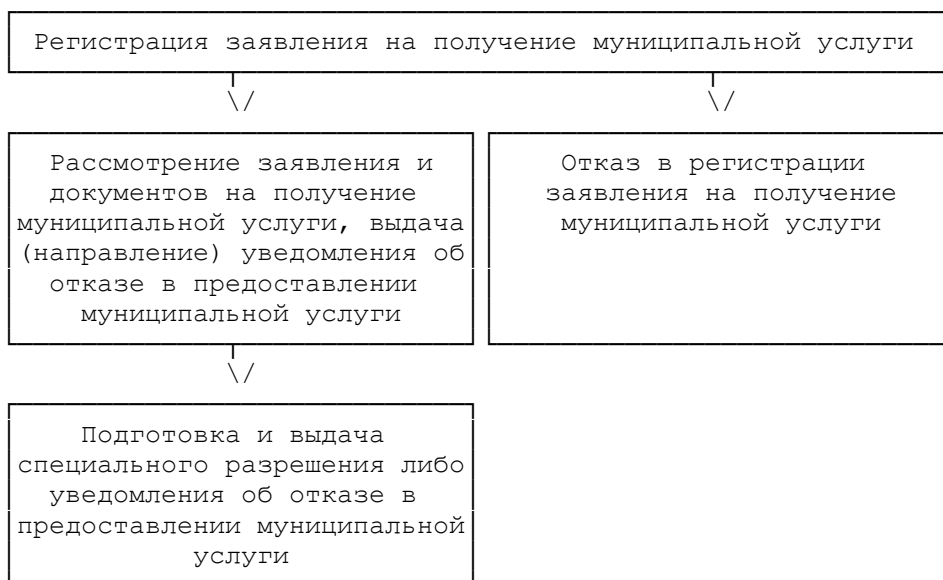 Регистрация заявления на получение муниципальной услуги
\/
\/
Рассмотрение заявления и
документов на получение
муниципальной услуги, выдача
(направление) уведомления об
отказе в предоставлении
муниципальной услуги
Отказ в регистрации
заявления на получение
муниципальной услуги
\/
Подготовка и выдача
специального разрешения либо
уведомления об отказе в
предоставлении муниципальной
услуги